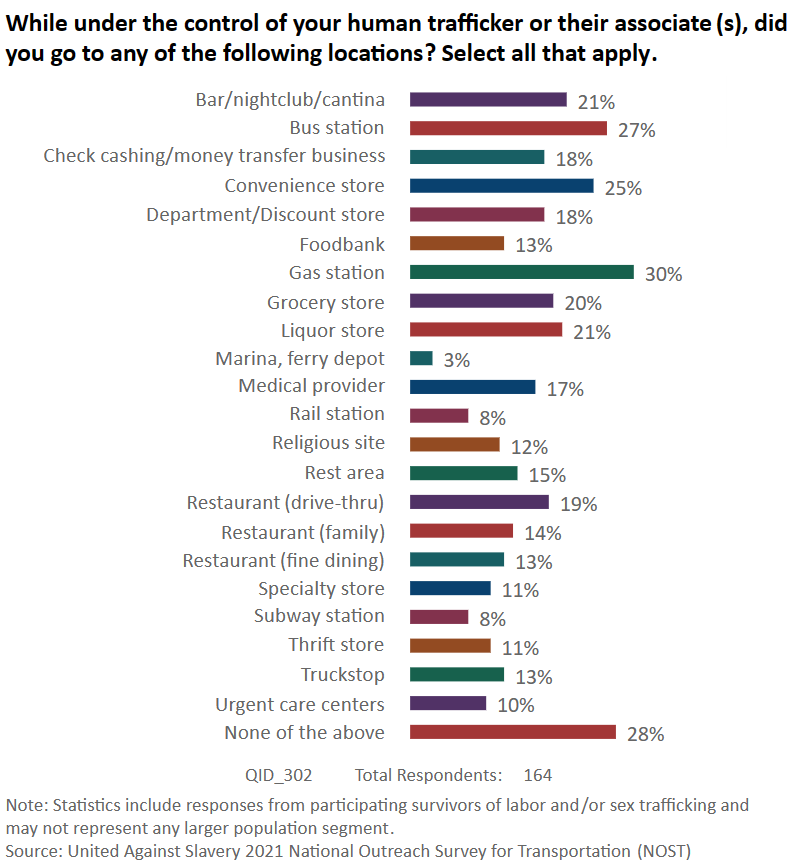 While under the control of your human trafficker or their associate (s), did
you go to any of the following locations? Select all that apply.
Bar/nightclub/cantina 21%
Bus station 27%
Check cashing/money transfer business 18%
Convenience store 25%
Department/Discount store 18%
Foodbank 13%
Gas station 30%
Grocery store 20%
Liquor store 21%
Marina, ferry depot 3%
Medical provider 17%
Rail station 8%
Religious site 12%
Rest area 15%
Restaurant (drive-thru) 19%
Restaurant (family) 14%
Restaurant (fine dining) 13%
Specialty store 11%
Subway station 8%
Thrift store 11%
Truckstop 13%
Urgent care centers 10%
None of the above 28%
QID_302 Total Respondents: 164
Note: Statistics include responses from participating survivors of labor and/or sex trafficking and
may not represent any larger population segment.
Source: United Against Slavery 2021 National Outreach Survey for Transportation (NOST)